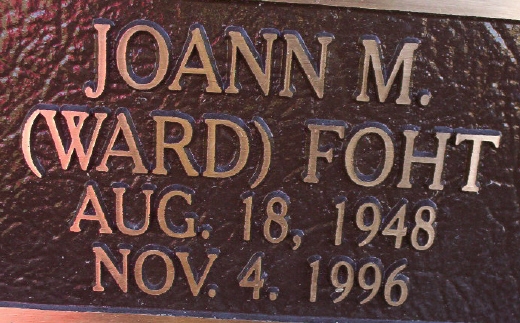 JOANN M.
(WARD) FOHT
AUG. 18, 1948
NOV. 4. 1996